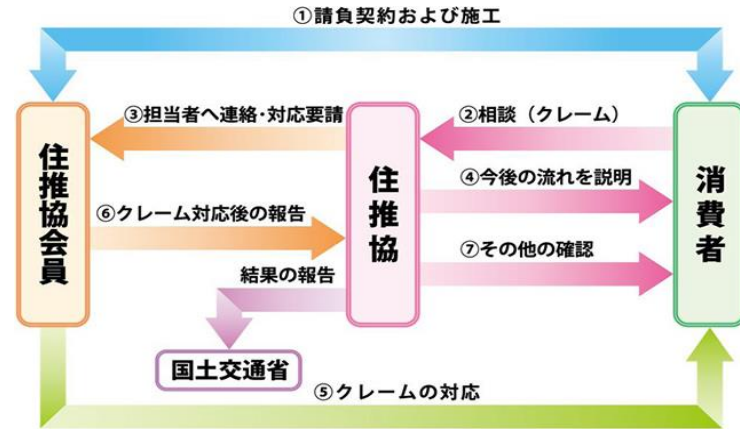 ①請負契約および施工
③担当者へ連絡・対応要請
②相談（クレーム）
住推協会員
住推協
消費者
④今後の流れを説明
⑥クレーム対応後の報告
⑦その他の確認
結果の報告
国土交通省
⑤クレームの対応